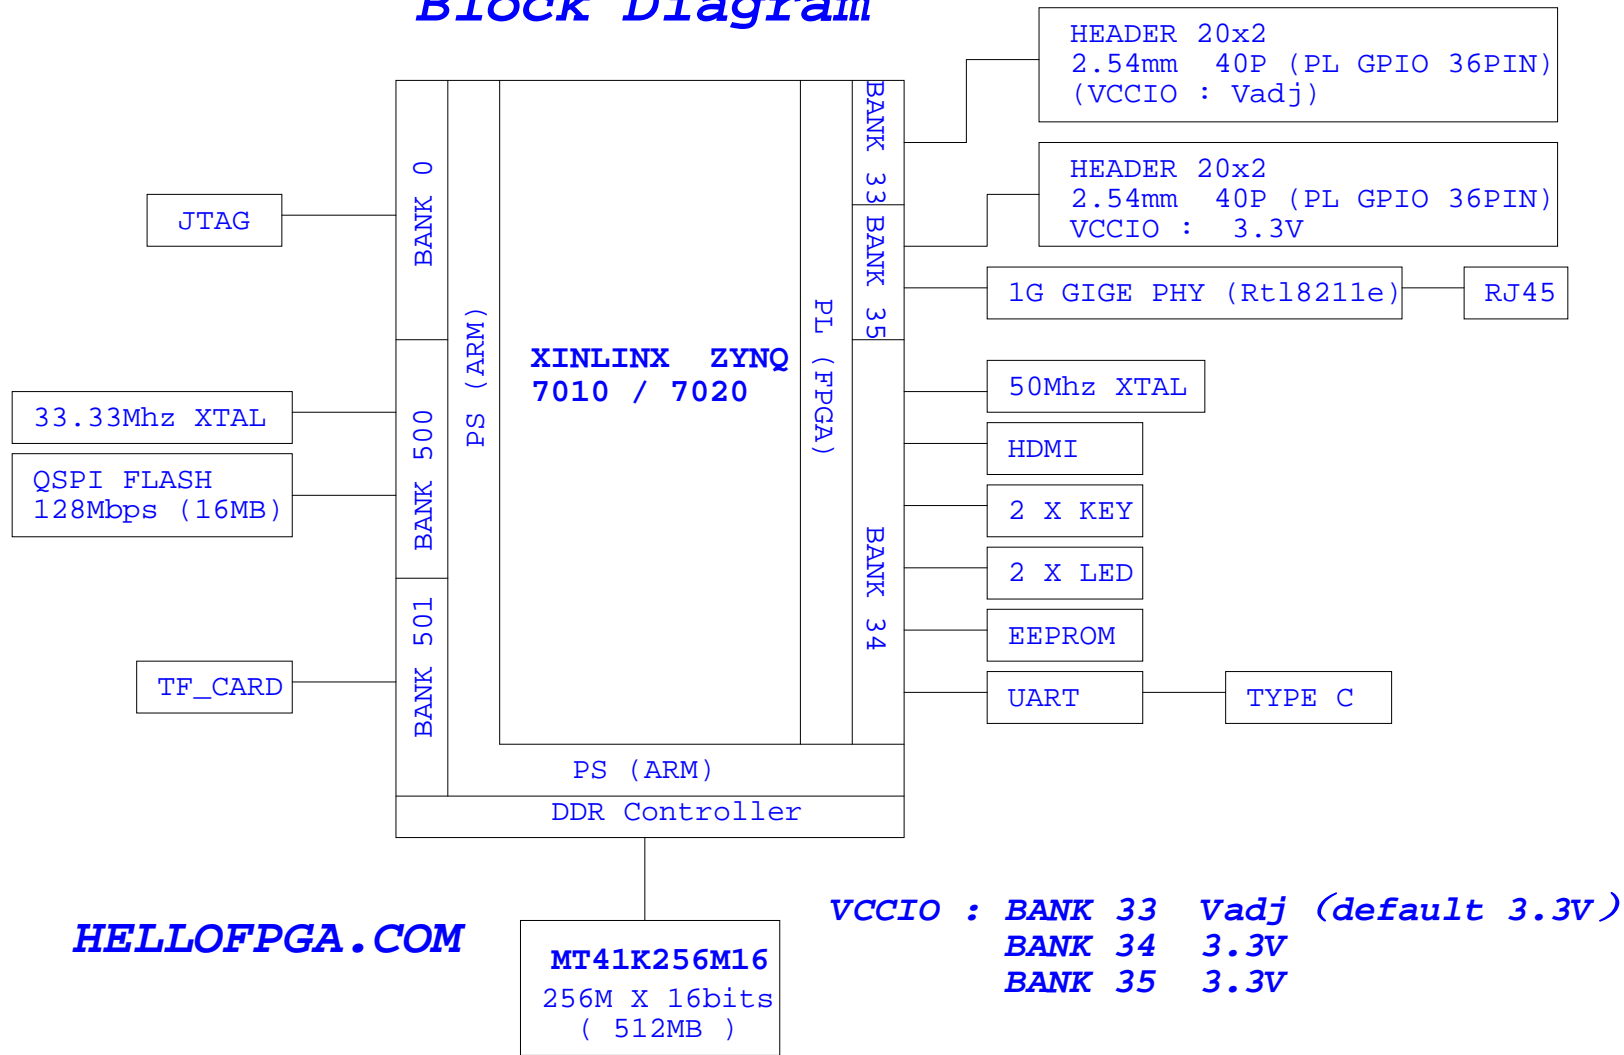 Block Diagram
HEADER 20x2
2.54mm  40P (PL GPIO 36PIN)
(VCCIO : Vadj)
HEADER 20x2
2.54mm  40P (PL GPIO 36PIN)
VCCIO :  3.3V
1G GIGE PHY (Rtl8211e)
RJ45
BANK 33
BANK 35
BANK 34
PL (FPGA)
BANK 0
BANK 500
BANK 501
PS (ARM)
XINLINX  ZYNQ
7010 / 7020
JTAG
33.33Mhz XTAL
QSPI FLASH
128Mbps (16MB)
TF_CARD
50Mhz XTAL
HDMI
2 X KEY
2 X LED
EEPROM
UART
TYPE C
PS (ARM)
DDR Controller
HELLOFPGA.COM
MT41K256M16
256M X 16bits
( 512MB )
VCCIO : BANK 33  Vadj (default 3.3V)
BANK 34  3.3V
BANK 35  3.3V